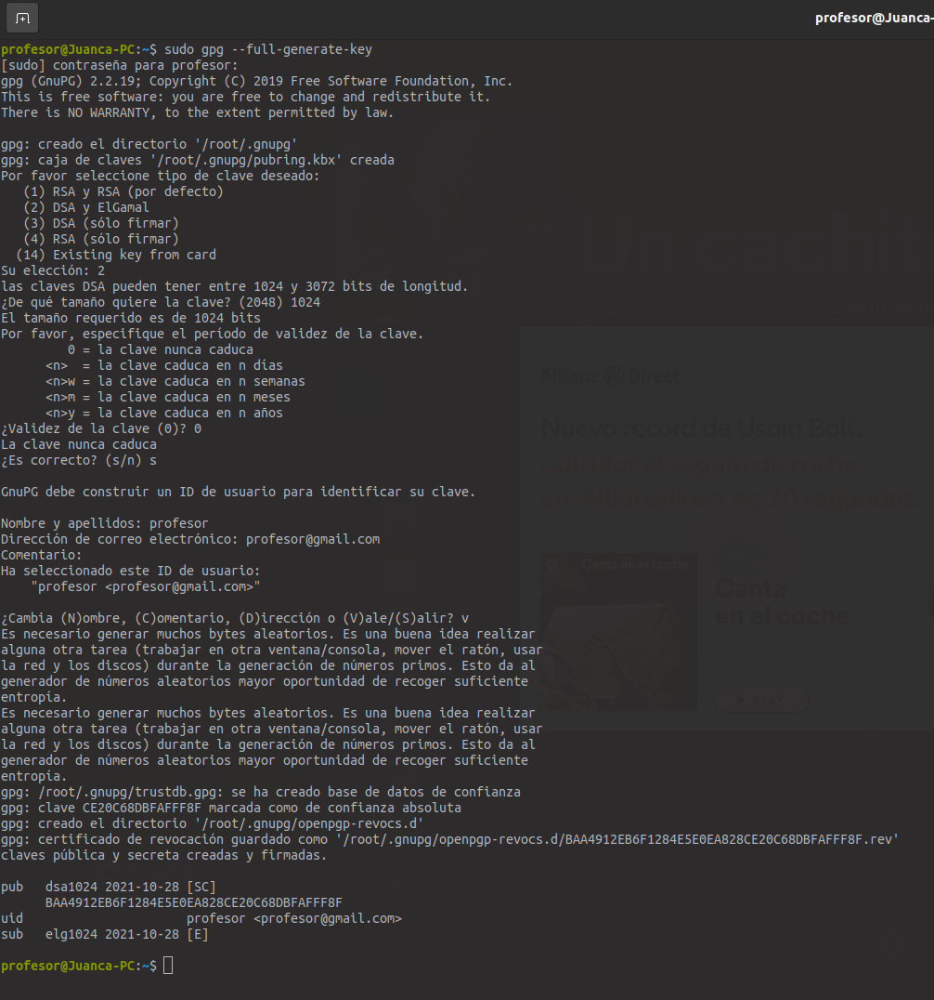 profesor@Juanca-
profesor@Juanca-PC:~$ sudo gpg --full-generate-key
[sudo] contraseña para profesor:
gpg (GnuPG) 2.2.19; Copyright (C) 2019 Free Software Foundation, Inc.
This is free software: you are free to change and redistribute it.
There is NO WARRANTY, to the extent permitted by law.
gpg: creado el directorio '/root/.gnupg'
gpg: caja de claves '/root/.gnupg/pubring.kbx' creada
Por favor seleccione tipo de clave deseado:
(1) RSA y RSA (por defecto)
(2) DSA y ElGamal
(3) DSA (sólo firmar)
(4) RSA (sólo firmar)
(14) Existing key from card
Su elección: 2
las claves DSA pueden tener entre 1024 y 3072 bits de longitud.
¿De qué tamaño quiere la clave? (2048) 1024
El tamaño requerido es de 1024 bits
Por favor, especifique el período de validez de la clave.
0 = la clave nunca caduca
<n>  = la clave caduca en n días
<n>w = la clave caduca en n semanas
<n>m = la clave caduca en n meses
<n>y = la clave caduca en n años
¿Validez de la clave (0)? 0
La clave nunca caduca
¿Es correcto? (s/n) s
GnuPG debe construir un ID de usuario para identificar su clave.
Nombre y apellidos: profesor
Dirección de correo electrónico: profesor@gmail.com
Comentario:
Ha seleccionado este ID de usuario:
"profesor <profesor@gmail.com>"
¿Cambia (N)ombre, (C)omentario, (D)irección o (V)ale/(S)alir? v
Es necesario generar muchos bytes aleatorios. Es una buena idea realizar
alguna otra tarea (trabajar en otra ventana/consola, mover el ratón, usar
la red y los discos) durante la generación de números primos. Esto da al
generador de números aleatorios mayor oportunidad de recoger suficiente
entropía.
Es necesario generar muchos bytes aleatorios. Es una buena idea realizar
alguna otra tarea (trabajar en otra ventana/consola, mover el ratón, usar
la red y los discos) durante la generación de números primos. Esto da al
generador de números aleatorios mayor oportunidad de recoger suficiente
entropía.
gpg: /root/.gnupg/trustdb.gpg: se ha creado base de datos de confianza
gpg: clave CE20C68DBFAFFF8F marcada como de confianza absoluta
gpg: creado el directorio '/root/.gnupg/openpgp-revocs.d'
gpg: certificado de revocación guardado como '/root/.gnupg/openpgp-revocs.d/BAA4912EB6F1284E5E0EA828CE20C68DBFAFFF8F.rev'
claves pública y secreta creadas y firmadas.
pub   dsa1024 2021-10-28 [SC]
BAA4912EB6F1284E5E0EA828CE20C68DBFAFFF8F
uid                      profesor <profesor@gmail.com>
sub   elg1024 2021-10-28 [E]
profesor@Juanca-PC:~$
Allianz Direct
Nuevo record de Usain Bolt.
Calcular el seguro de coche
20 segundos
Canta en el coche
Canta
en el coche
PLAY